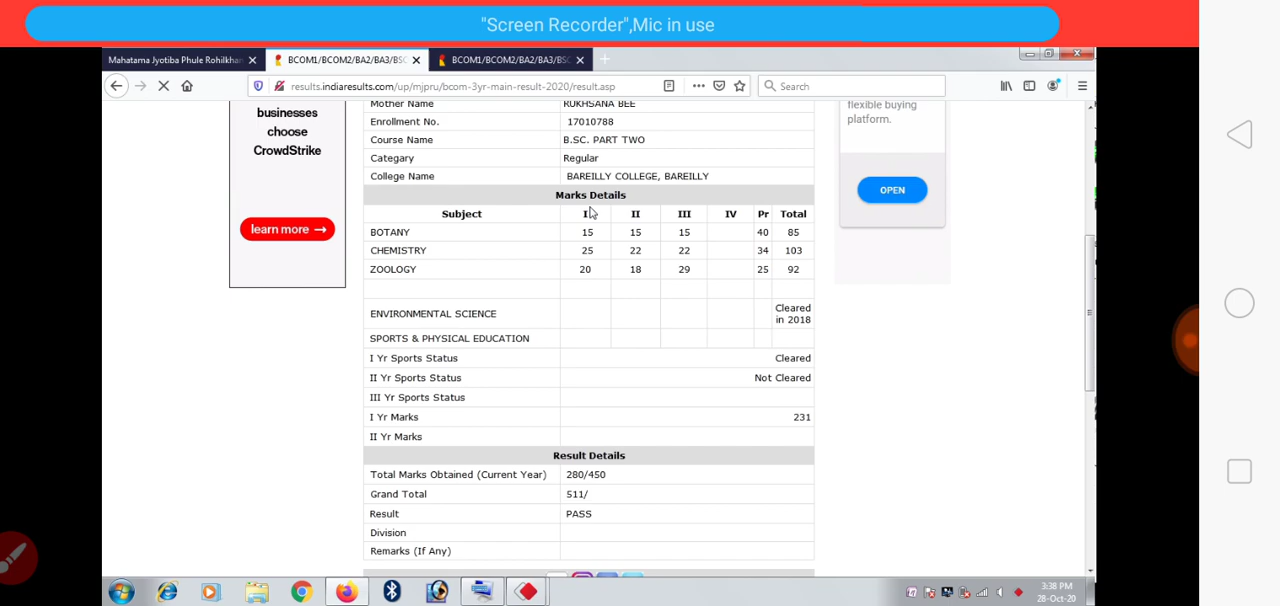 "Screen Recorder",Mic in use
Mahatama Jyotiba Phule Rohilkhan
BCOM1/BCOM2/BA2/BA3/BSC
BCOM1/BCOM2/BA2/BA3/BSC
results.indiaresults.com/up/mjpru/bcom-3yr-main-result-2020/result.asp
Search
businesses
choose
CrowdStrike
learn more →
flexible buying
platform.
OPEN
Mother Name RUKHSANA BEE
Enrollment No. 17010788
Course Name B.SC. PART TWO
Categary Regular
College Name BAREILLY COLLEGE, BAREILLY
Marks Details
Subject I II III IV Pr Total
BOTANY 15 15 15 40 85
CHEMISTRY 25 22 22 34 103
ZOOLOGY 20 18 29 25 92
ENVIRONMENTAL SCIENCE Cleared
in 2018
SPORTS & PHYSICAL EDUCATION
I Yr Sports Status Cleared
II Yr Sports Status Not Cleared
III Yr Sports Status
I Yr Marks 231
II Yr Marks
Result Details
Total Marks Obtained (Current Year) 280/450
Grand Total 511/
Result PASS
Division
Remarks (If Any)
3:38 PM
28-Oct-20